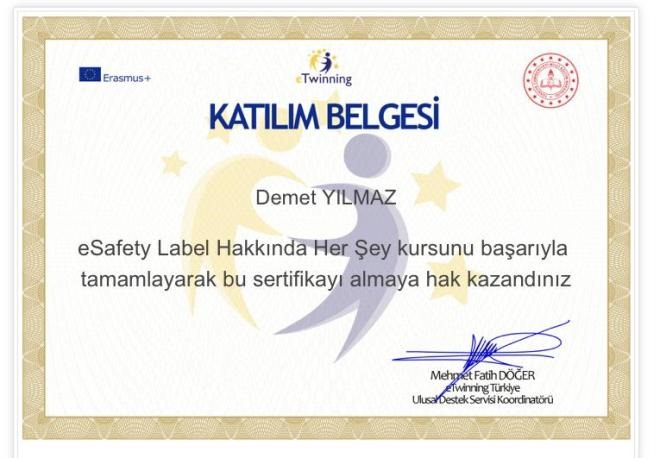 Erasmus+
eTwinning
KATILIM BELGESİ
Demet YILMAZ
eSafety Label Hakkında Her Şey kursunu başarıyla
tamamlayarak bu sertifikayı almaya hak kazandınız
Mehmet Fatih DÖĞER
eTwinning Türkiye
Ulusal Destek Servisi Koordinatörü